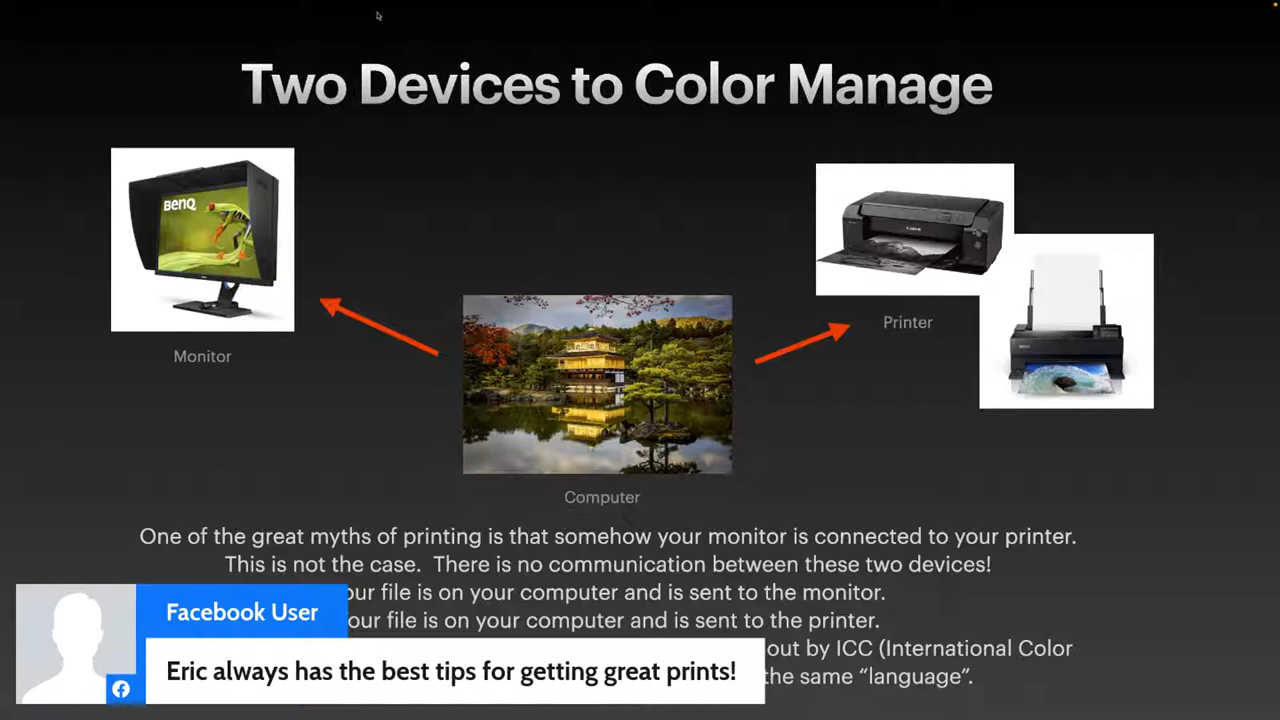 Two Devices to Color Manage
BenQ
Canon
Monitor
Printer
Computer
One of the great myths of printing is that somehow your monitor is connected to your printer.
This is not the case. There is no communication between these two devices!
our file is on your computer and is sent to the monitor.
Facebook User
our file is on your computer and is sent to the printer.
out by ICC (International Color
Eric always has the best tips for getting great prints!
the same “language”.